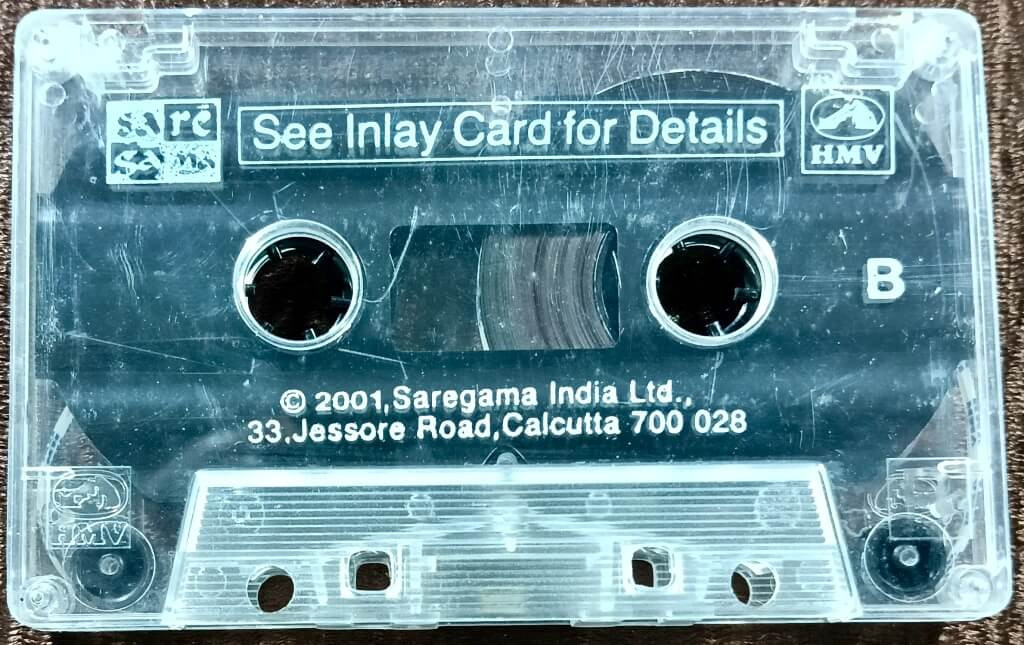 sa rē
ga ma
See Inlay Card for Details
HMV
B
© 2001,Saregama India Ltd.,
33,Jessore Road,Calcutta 700 028
HMV